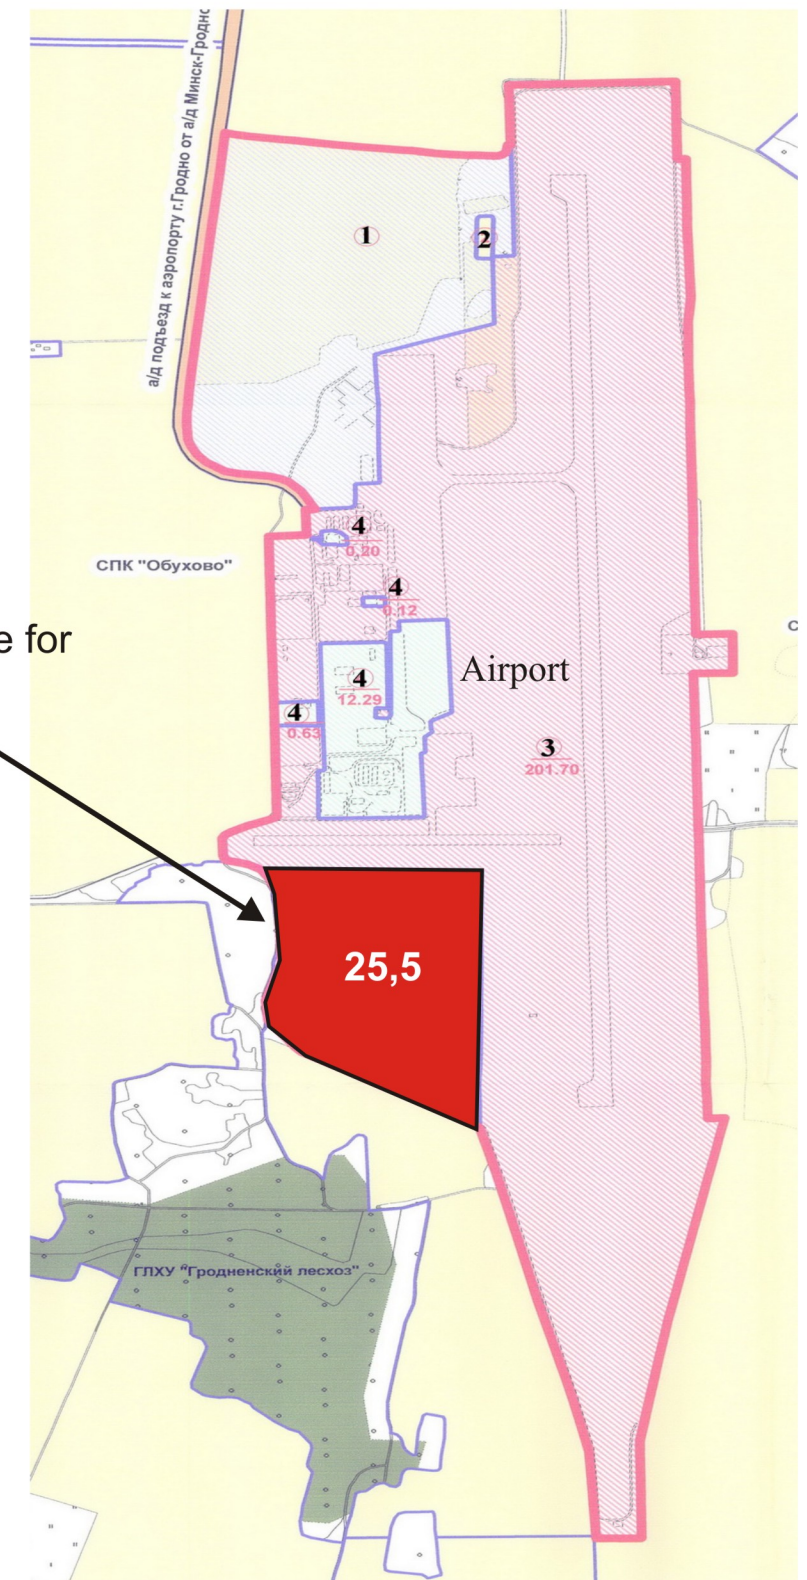 а/д подъезд к аэропорту г.Гродно от а/д Минск-Гродно
1
2
4
0,20
СПК "Обухово"
4
0.12
e for
Airport
4
12.29
4
0.63
3
201.70
25,5
ГЛХУ "Гродненский лесхоз"